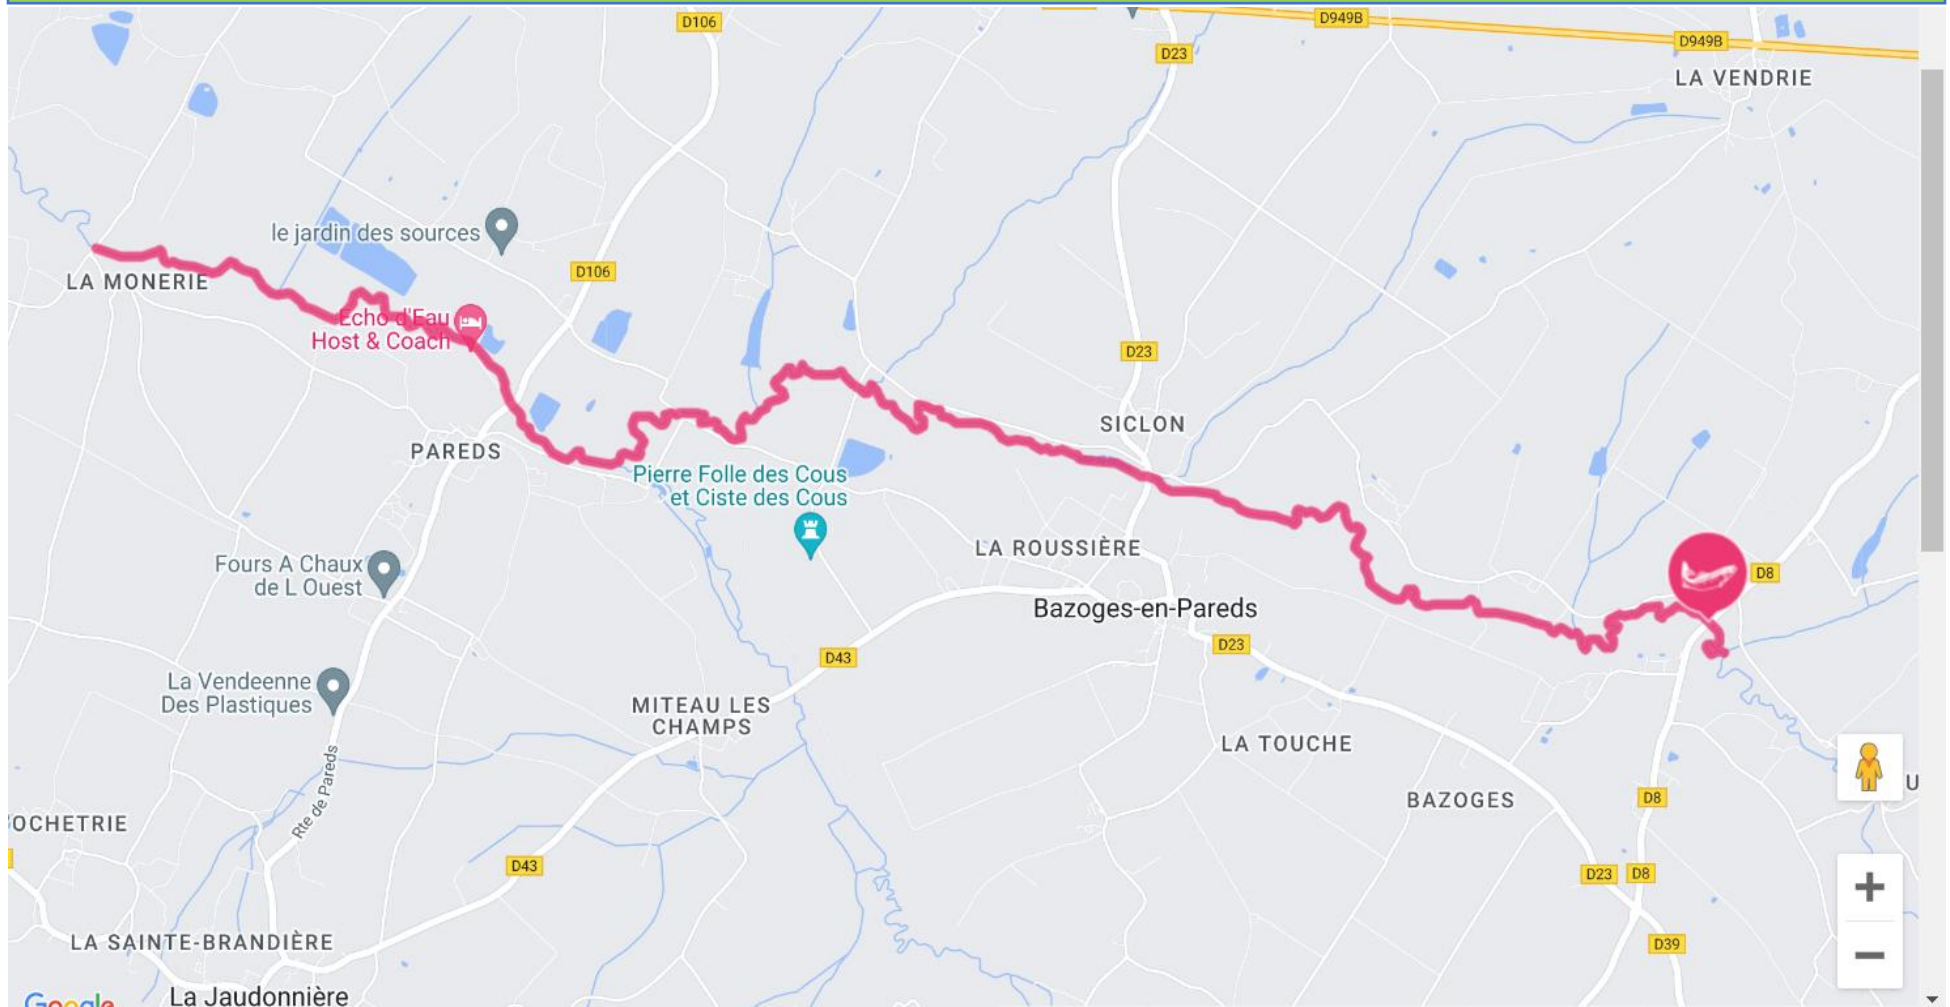 D106
D949B
D23
D949B
LA VENDRIE
le jardin des sources
D106
LA MONERIE
Echo d'Eau
Host & Coach
D23
SICLON
PAREDS
Pierre Folle des Cous
et Ciste des Cous
LA ROUSSIÈRE
Fours A Chaux
de L Ouest
D8
Bazoges-en-Pareds
D23
D43
La Vendeenne
Des Plastiques
MITEAU LES
CHAMPS
LA TOUCHE
Rte de Pareds
BAZOGES
D8
OCHETRIE
D43
D23
D8
LA SAINTE-BRANDIÈRE
D39
La Jaudonnière
Google